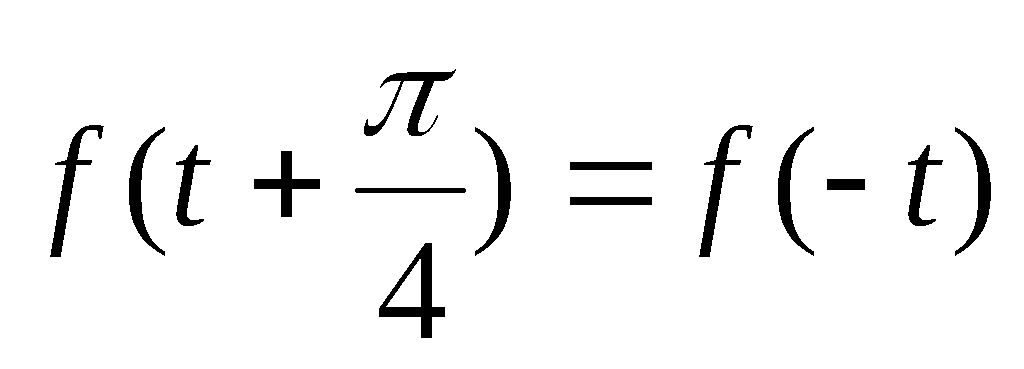 f(t + π/4) = f(- t)